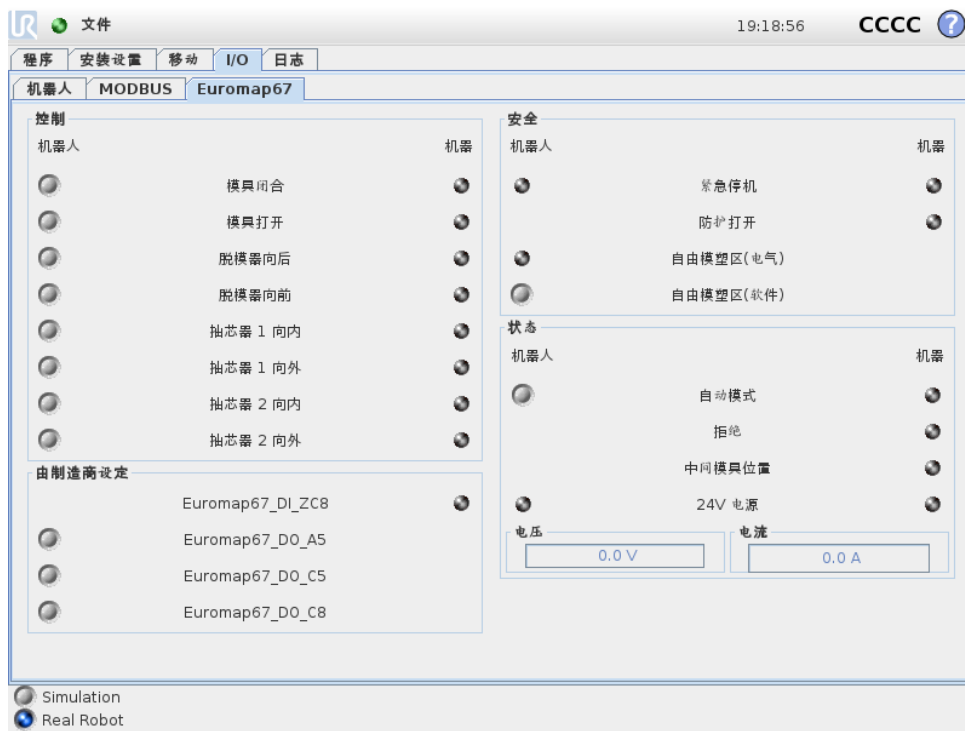 UR 文件 19:18:56 CCCC ?
程序 安装设置 移动 I/O 日志
机器人 MODBUS Euromap67
控制
机器人 机器
模具闭合
模具打开
脱模器向后
脱模器向前
抽芯器 1 向内
抽芯器 1 向外
抽芯器 2 向内
抽芯器 2 向外
由制造商设定
Euromap67_DI_ZC8
Euromap67_DO_A5
Euromap67_DO_C5
Euromap67_DO_C8
安全
机器人 机器
紧急停机
防护打开
自由模塑区(电气)
自由模塑区(软件)
状态
机器人 机器
自动模式
拒绝
中间模具位置
24V 电源
电压 电流
0.0 V 0.0 A
Simulation
Real Robot